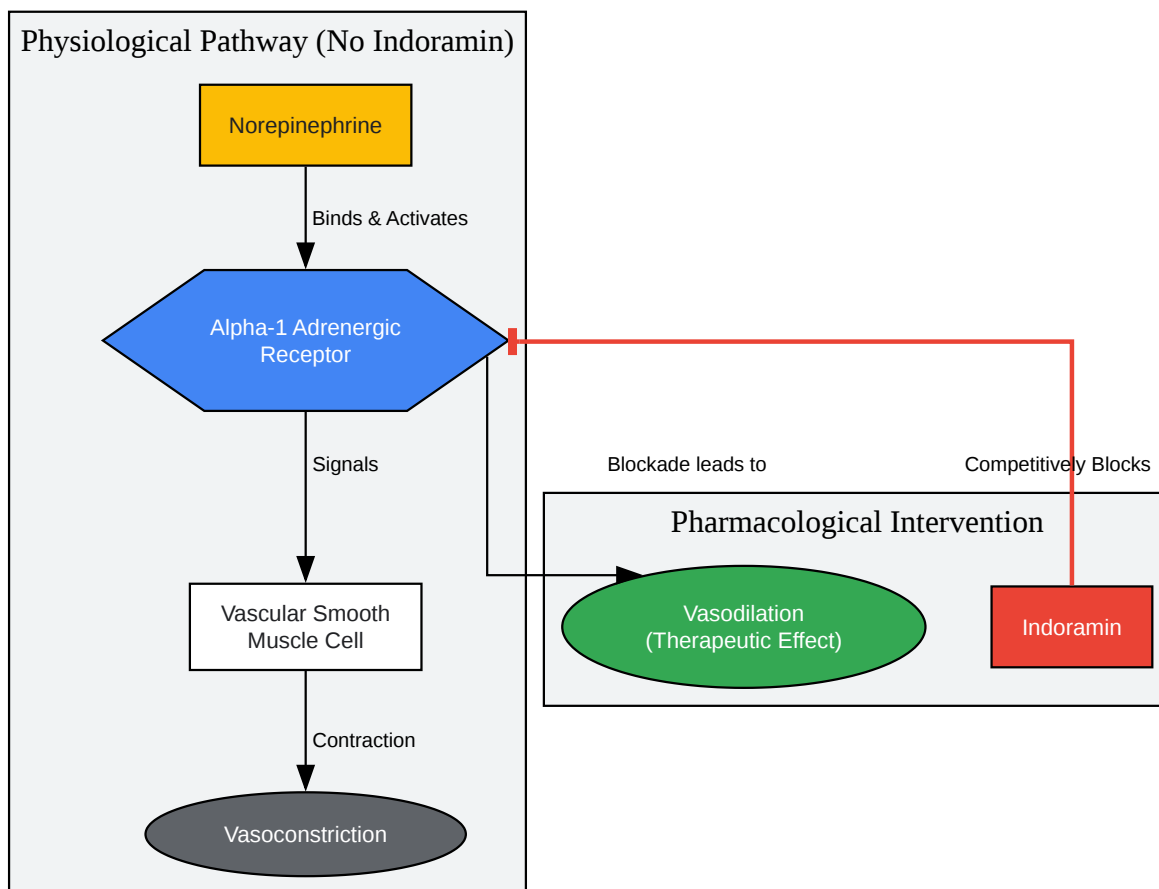 Physiological Pathway (No Indoramin)
Norepinephrine
Binds & Activates
Alpha-1 Adrenergic
Receptor
Signals
Vascular Smooth
Muscle Cell
Contraction
Vasoconstriction
Blockade leads to
Competitively Blocks
Pharmacological Intervention
Vasodilation
(Therapeutic Effect)
Indoramin